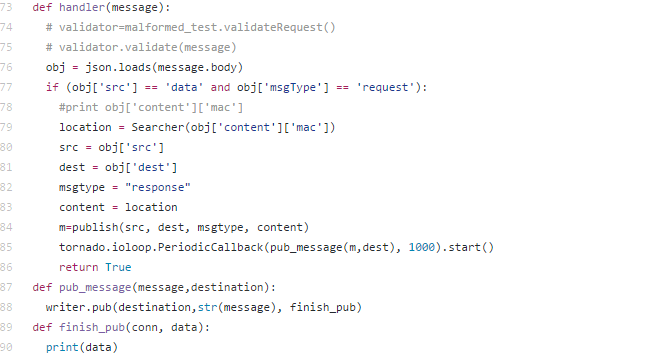 73 def handler(message):
74   # validator=malformed_test.validateRequest()
75   # validator.validate(message)
76   obj = json.loads(message.body)
77   if (obj['src'] == 'data' and obj['msgType'] == 'request'):
78     #print obj['content']['mac']
79     location = Searcher(obj['content']['mac'])
80     src = obj['src']
81     dest = obj['dest']
82     msgtype = "response"
83     content = location
84     m=publish(src, dest, msgtype, content)
85     tornado.ioloop.PeriodicCallback(pub_message(m,dest), 1000).start()
86     return True
87 def pub_message(message,destination):
88   writer.pub(destination,str(message), finish_pub)
89 def finish_pub(conn, data):
90   print(data)